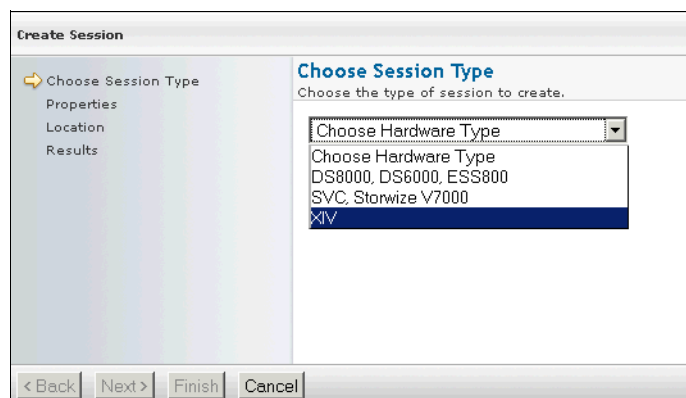 Create Session
Choose Session Type
Properties
Location
Results
Choose Session Type
Choose the type of session to create.
Choose Hardware Type
Choose Hardware Type
DS8000, DS6000, ESS800
SVC, Storwize V7000
XIV
< Back Next > Finish Cancel